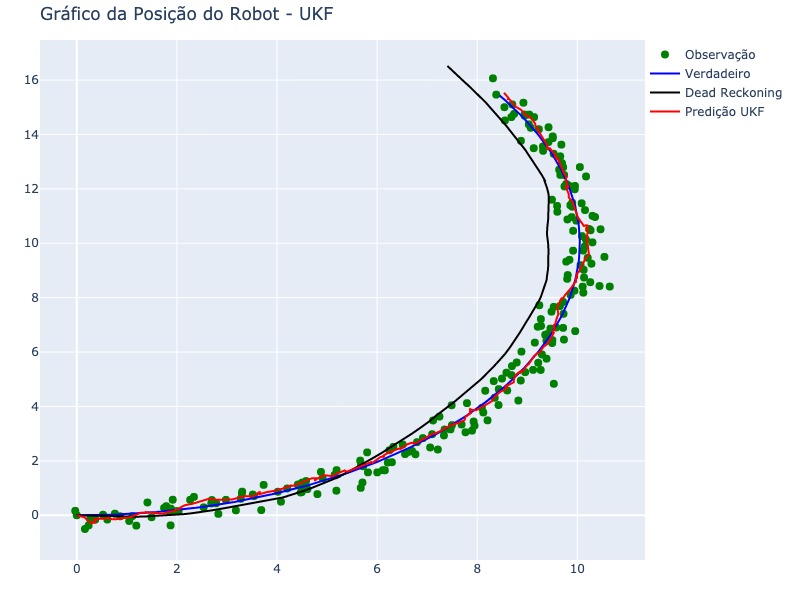 Gráfico da Posição do Robot - UKF
Observação
Verdadeiro
Dead Reckoning
Predição UKF
16
14
12
10
8
6
4
2
0
0 2 4 6 8 10